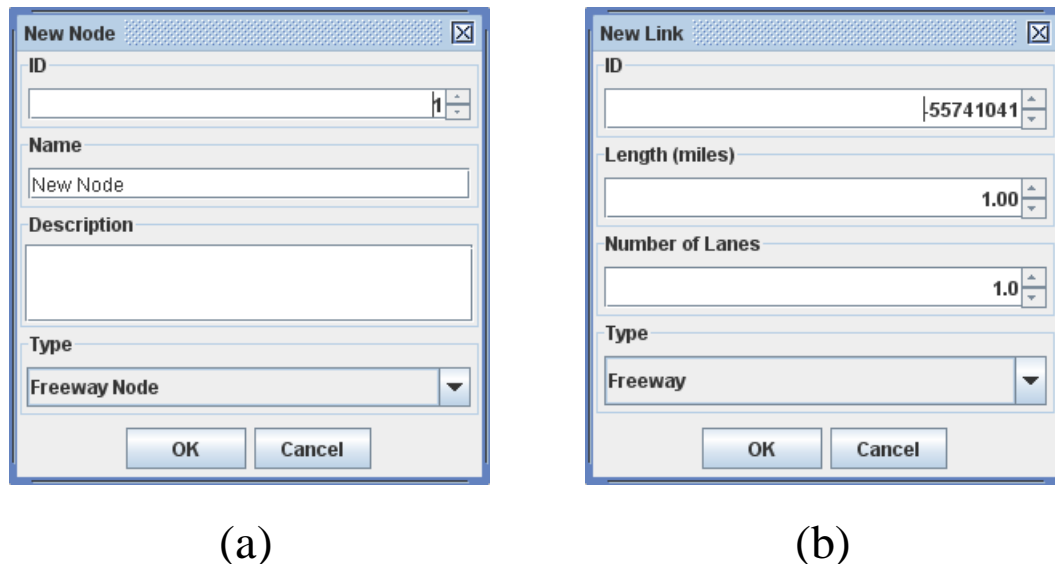 New Node
ID
1
Name
New Node
Description
Type
Freeway Node
OK Cancel
(a)
New Link
ID
-55741041
Length (miles)
1.00
Number of Lanes
1.0
Type
Freeway
OK Cancel
(b)